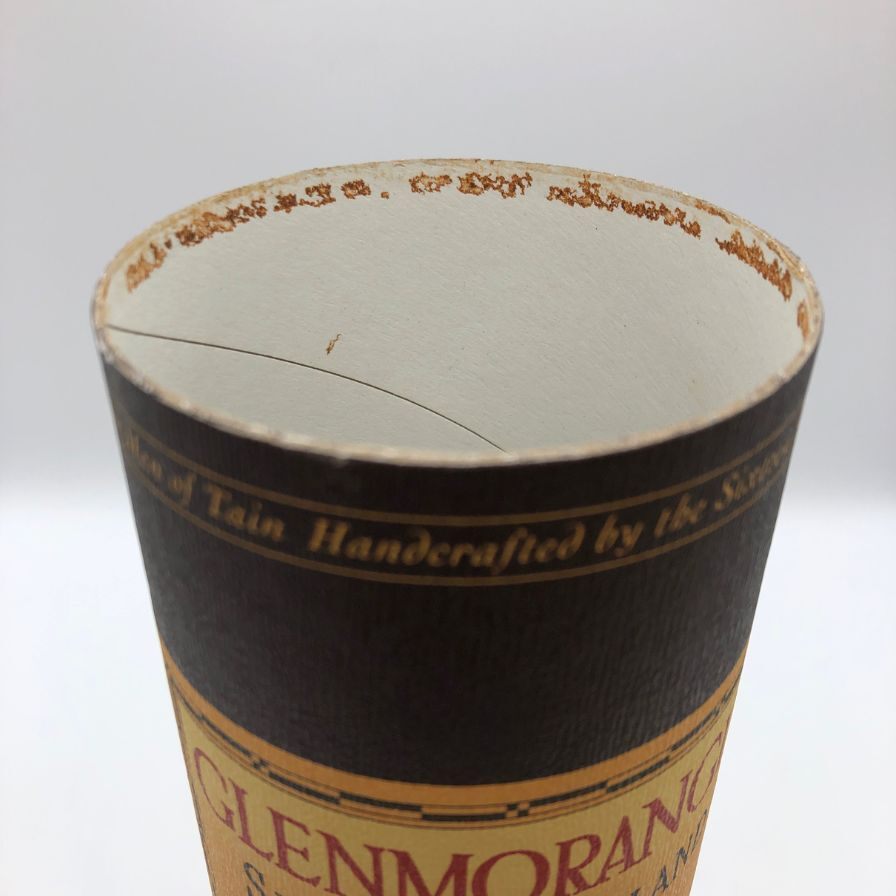 Men of Tain Handcrafted by the Sixteen
GLENMORANG